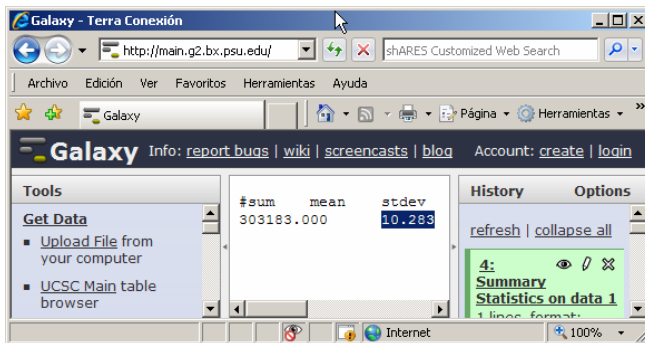 Galaxy - Terra Conexión
http://main.g2.bx.psu.edu/ shARES Customized Web Search
Archivo Edición Ver Favoritos Herramientas Ayuda
Galaxy Página Herramientas »
Galaxy Info: report bugs | wiki | screencasts | blog Account: create | login
Tools
Get Data
Upload File from
your computer
UCSC Main table
browser
#sum mean stdev
303183.000 10.283
History Options
refresh | collapse all
4:
Summary
Statistics on data 1
1 lines, format:
Internet 100%